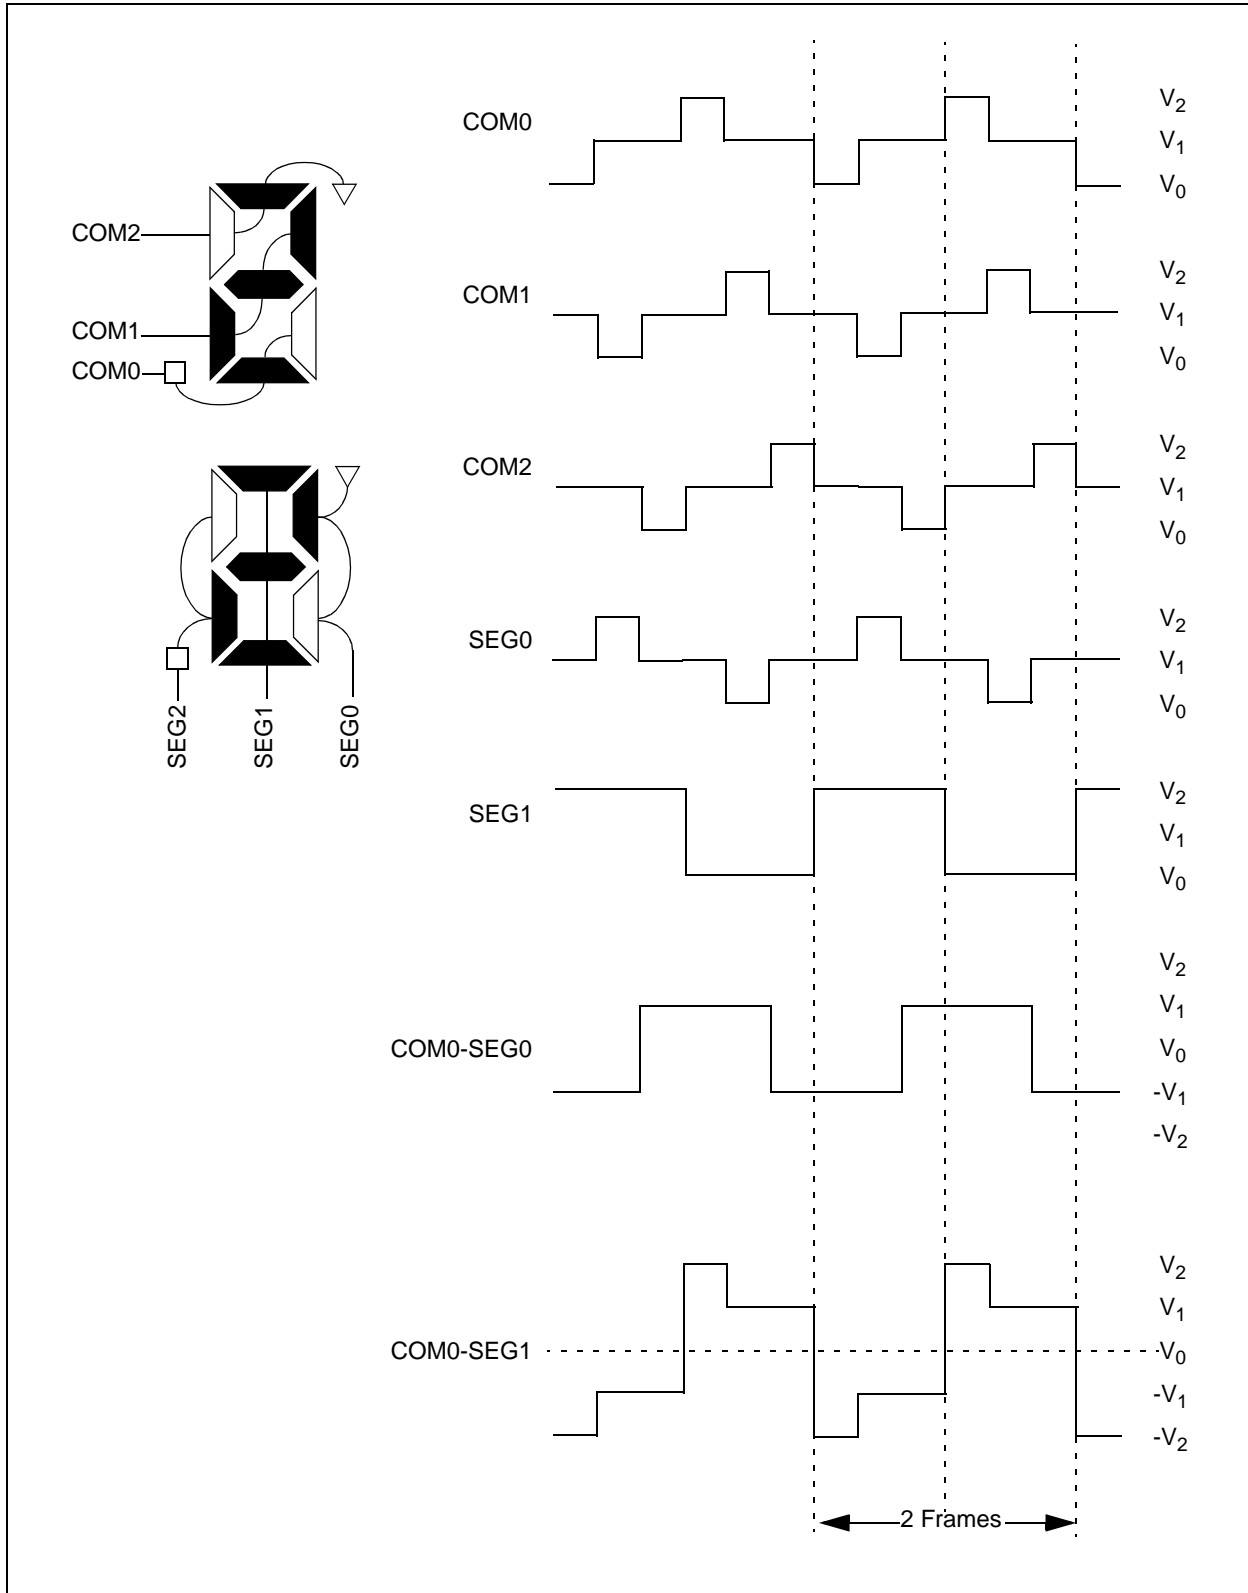 COM2
COM1
COM0
SEG2
SEG1
SEG0
COM0
V2
V1
V0
COM1
V2
V1
V0
COM2
V2
V1
V0
SEG0
V2
V1
V0
SEG1
V2
V1
V0
COM0-SEG0
V2
V1
V0
-V1
-V2
COM0-SEG1
V2
V1
V0
-V1
-V2
2 Frames